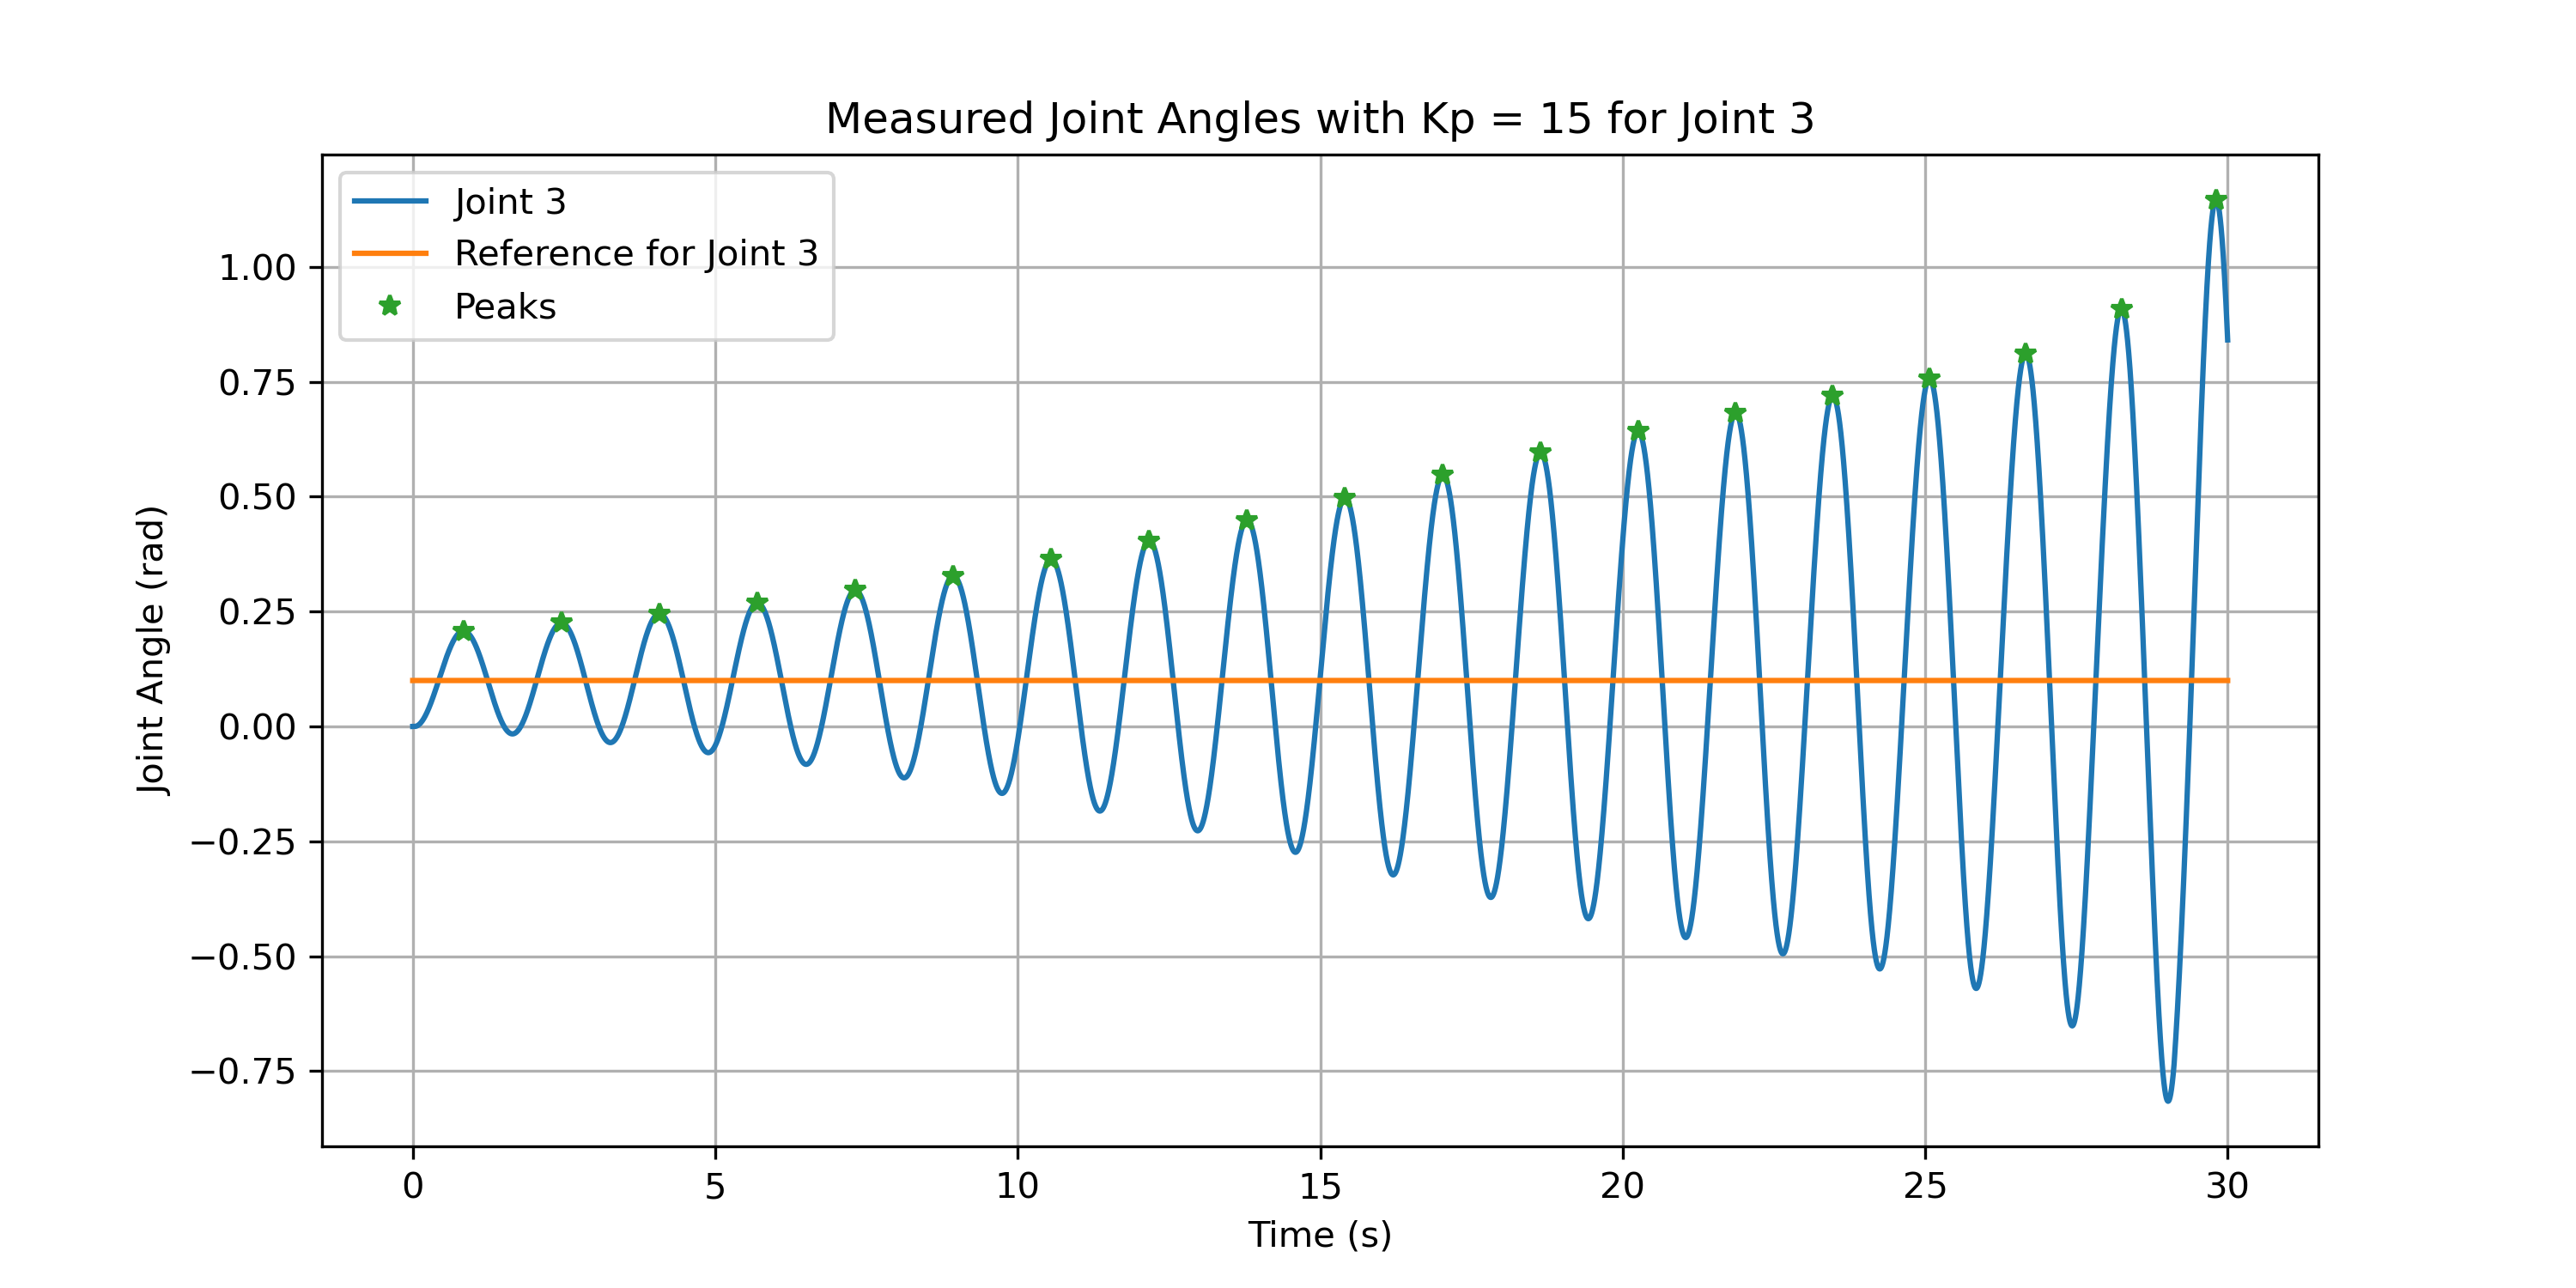 Measured Joint Angles with Kp = 15 for Joint 3
Joint 3
Reference for Joint 3
Peaks
1.00
0.75
0.50
0.25
0.00
−0.25
−0.50
−0.75
Joint Angle (rad)
0 5 10 15 20 25 30
Time (s)